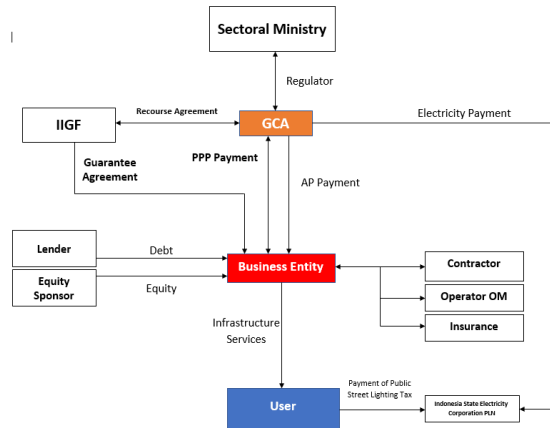 Sectoral Ministry
Regulator
Recourse Agreement
IIGF
GCA
Electricity Payment
Guarantee
Agreement
PPP Payment
AP Payment
Lender
Debt
Business Entity
Contractor
Equity
Sponsor
Equity
Operator OM
Insurance
Infrastructure
Services
User
Payment of Public
Street Lighting Tax
Indonesia State Electricity
Corporation PLN